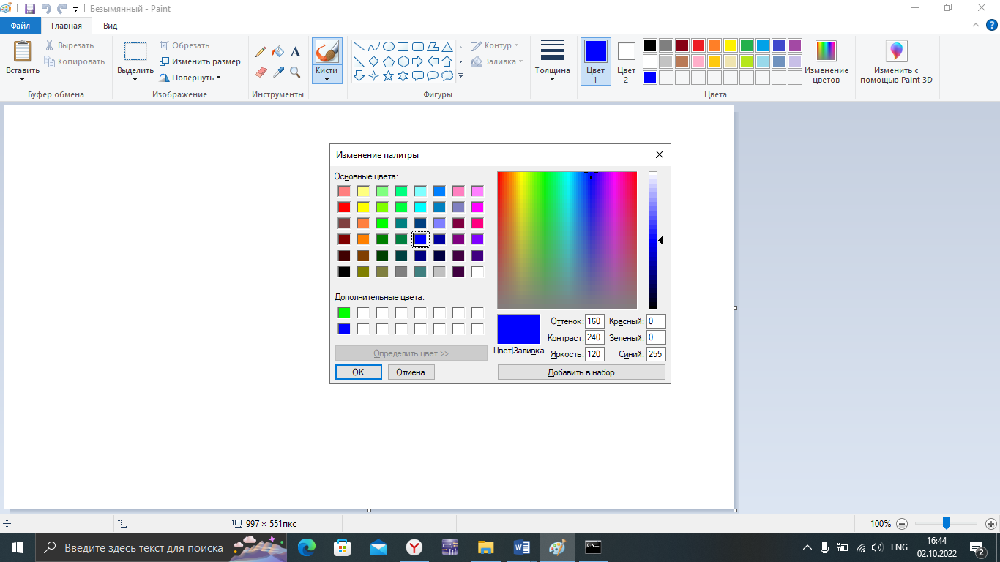 Безымянный - Paint
Файл
Главная
Вид
Вставить
Вырезать
Копировать
Буфер обмена
Выделить
Обрезать
Изменить размер
Повернуть
Изображение
A
Инструменты
Кисти
Контур
Заливка
Фигуры
Толщина
Цвет
1
Цвет
2
Изменение
цветов
Цвета
Изменить с
помощью Paint 3D
Изменение палитры
Основные цвета:
Дополнительные цвета:
Определить цвет >>
OK
Отмена
Цвет|Заливка
Оттенок: 160
Контраст: 240
Яркость: 120
Красный: 0
Зеленый: 0
Синий: 255
Добавить в набор
997 × 551пкс
100%
Введите здесь текст для поиска
ENG
16:44
02.10.2022
2